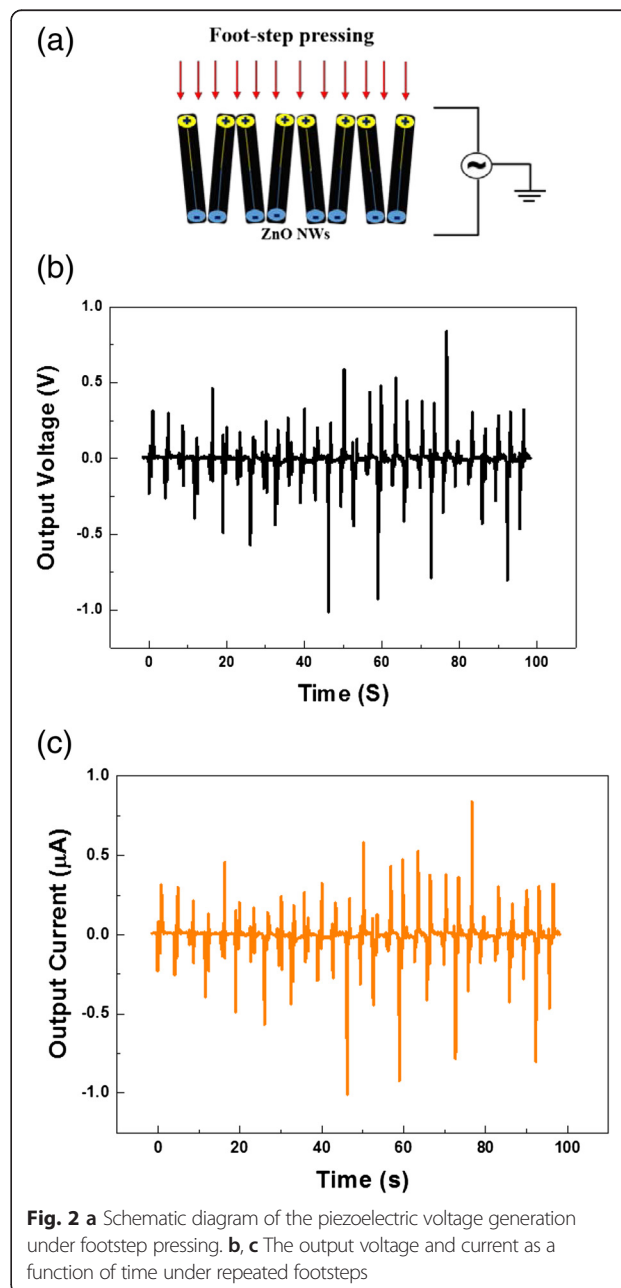 (a)
Foot-step pressing
+ + + + + + + +
- - - - - - - -
~
ZnO NWs
(b)
Output Voltage (V)
1.0
0.5
0.0
-0.5
-1.0
0 20 40 60 80 100
Time (S)
(c)
Output Current (μA)
1.0
0.5
0.0
-0.5
-1.0
0 20 40 60 80 100
Time (s)
Fig. 2 a Schematic diagram of the piezoelectric voltage generation
under footstep pressing. b, c The output voltage and current as a
function of time under repeated footsteps